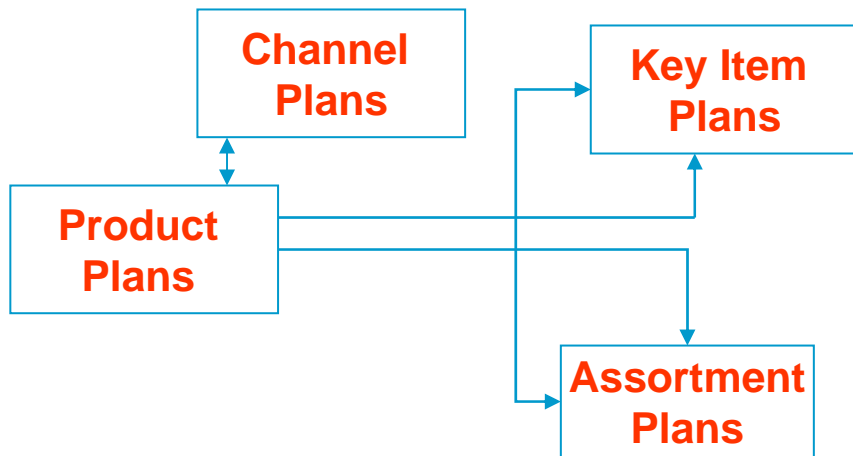 Channel
Plans
Key Item
Plans
Product
Plans
Assortment
Plans